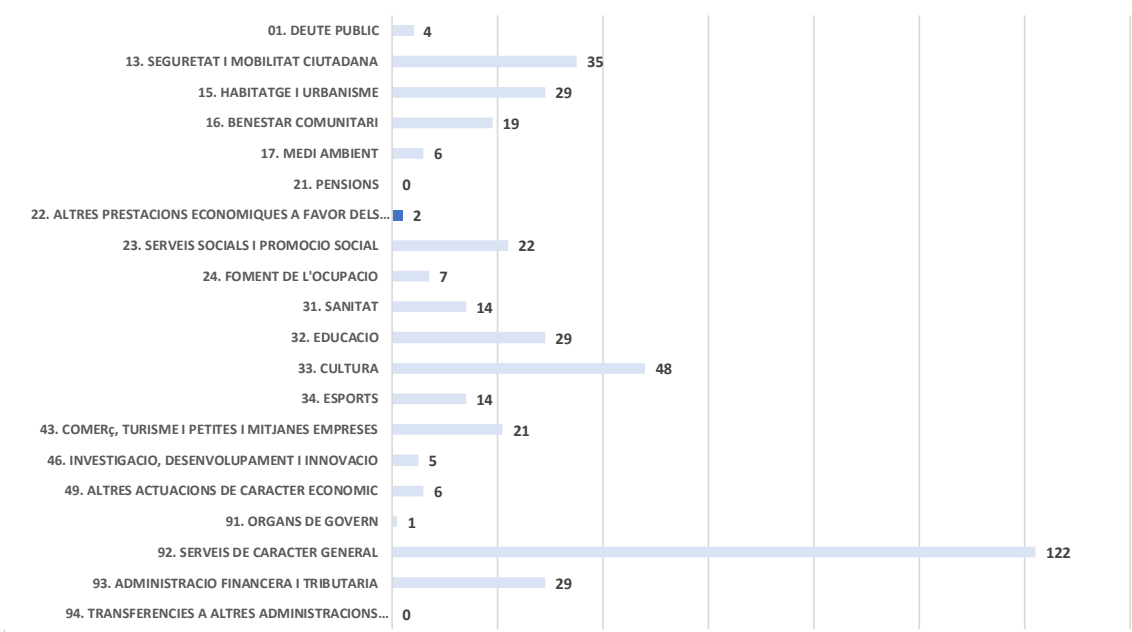 01. DEUTE PUBLIC 4
13. SEGURETAT I MOBILITAT CIUTADANA 35
15. HABITATGE I URBANISME 29
16. BENESTAR COMUNITARI 19
17. MEDI AMBIENT 6
21. PENSIONS 0
22. ALTRES PRESTACIONS ECONOMIQUES A FAVOR DELS… 2
23. SERVEIS SOCIALS I PROMOCIO SOCIAL 22
24. FOMENT DE L'OCUPACIO 7
31. SANITAT 14
32. EDUCACIO 29
33. CULTURA 48
34. ESPORTS 14
43. COMERç, TURISME I PETITES I MITJANES EMPRESES 21
46. INVESTIGACIO, DESENVOLUPAMENT I INNOVACIO 5
49. ALTRES ACTUACIONS DE CARACTER ECONOMIC 6
91. ORGANS DE GOVERN 1
92. SERVEIS DE CARACTER GENERAL 122
93. ADMINISTRACIO FINANCERA I TRIBUTARIA 29
94. TRANSFERENCIES A ALTRES ADMINISTRACIONS… 0